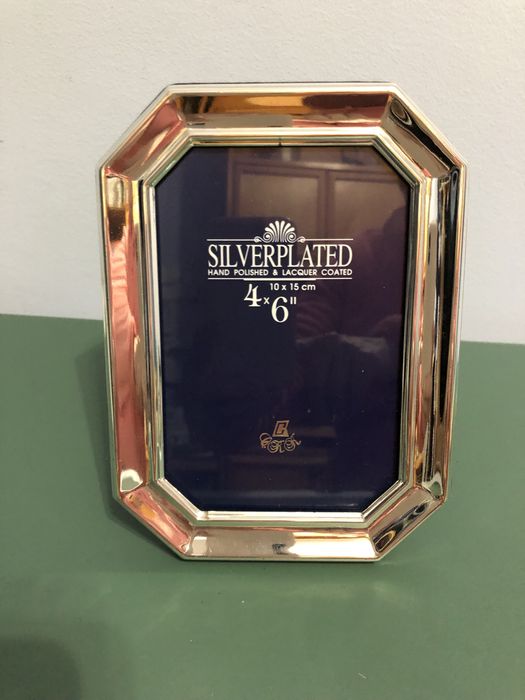 SILVERPLATED
HAND POLISHED & LACQUER COATED
10 x 15 cm
4 x 6"